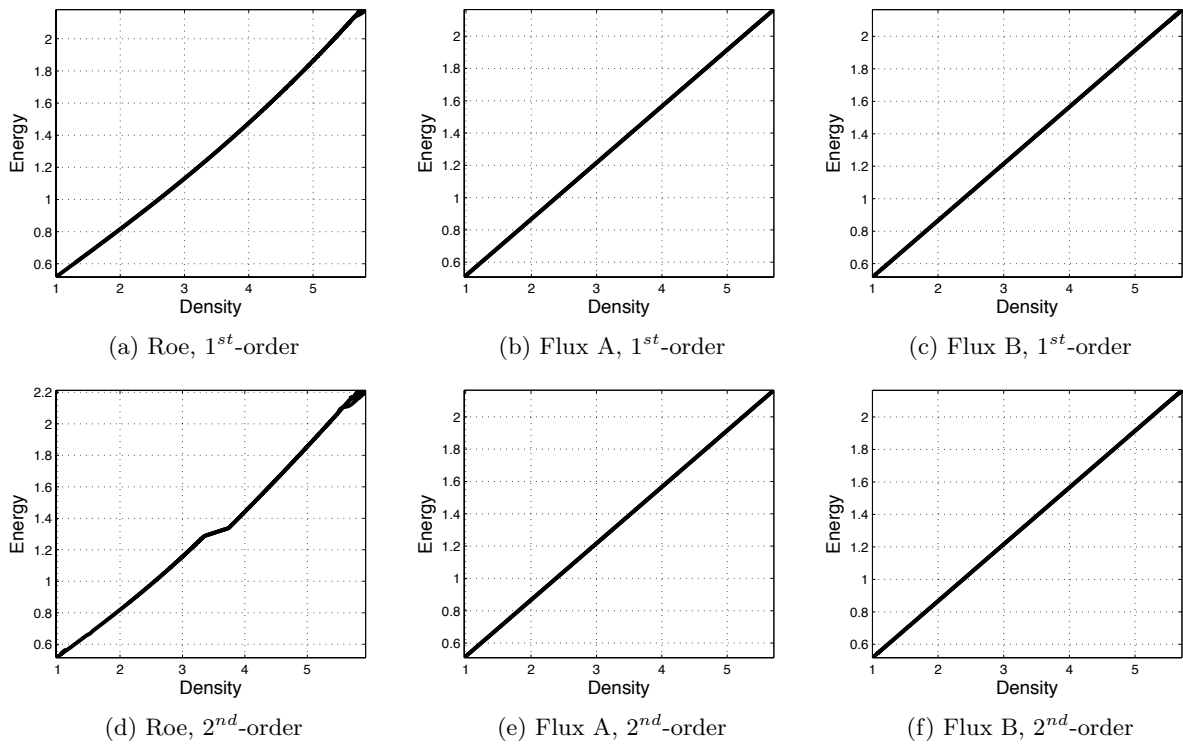 2
1.8
1.6
1.4
1.2
1
0.8
0.6
Energy
1 2 3 4 5
Density
(a) Roe, 1st-order
2
1.8
1.6
1.4
1.2
1
0.8
0.6
Energy
1 2 3 4 5
Density
(b) Flux A, 1st-order
2
1.8
1.6
1.4
1.2
1
0.8
0.6
Energy
1 2 3 4 5
Density
(c) Flux B, 1st-order
2.2
2
1.8
1.6
1.4
1.2
1
0.8
0.6
Energy
1 2 3 4 5
Density
(d) Roe, 2nd-order
2
1.8
1.6
1.4
1.2
1
0.8
0.6
Energy
1 2 3 4 5
Density
(e) Flux A, 2nd-order
2
1.8
1.6
1.4
1.2
1
0.8
0.6
Energy
1 2 3 4 5
Density
(f) Flux B, 2nd-order